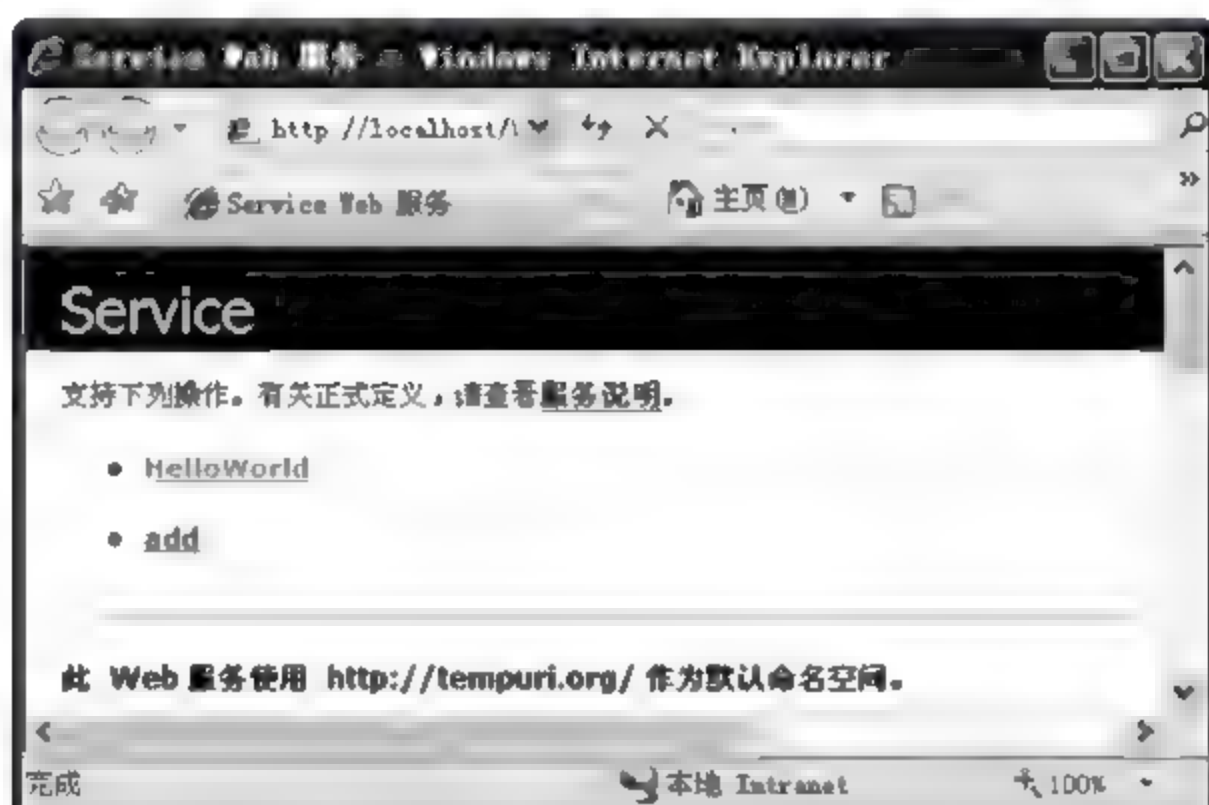 Service Web 服务 - Windows Internet Explorer
http://localhost/
Service Web 服务
主页(M)
Service
支持下列操作。有关正式定义，请查看服务说明。
HelloWorld
add
此 Web 服务使用 http://tempuri.org/ 作为默认命名空间。
完成
本地 Intranet
100%